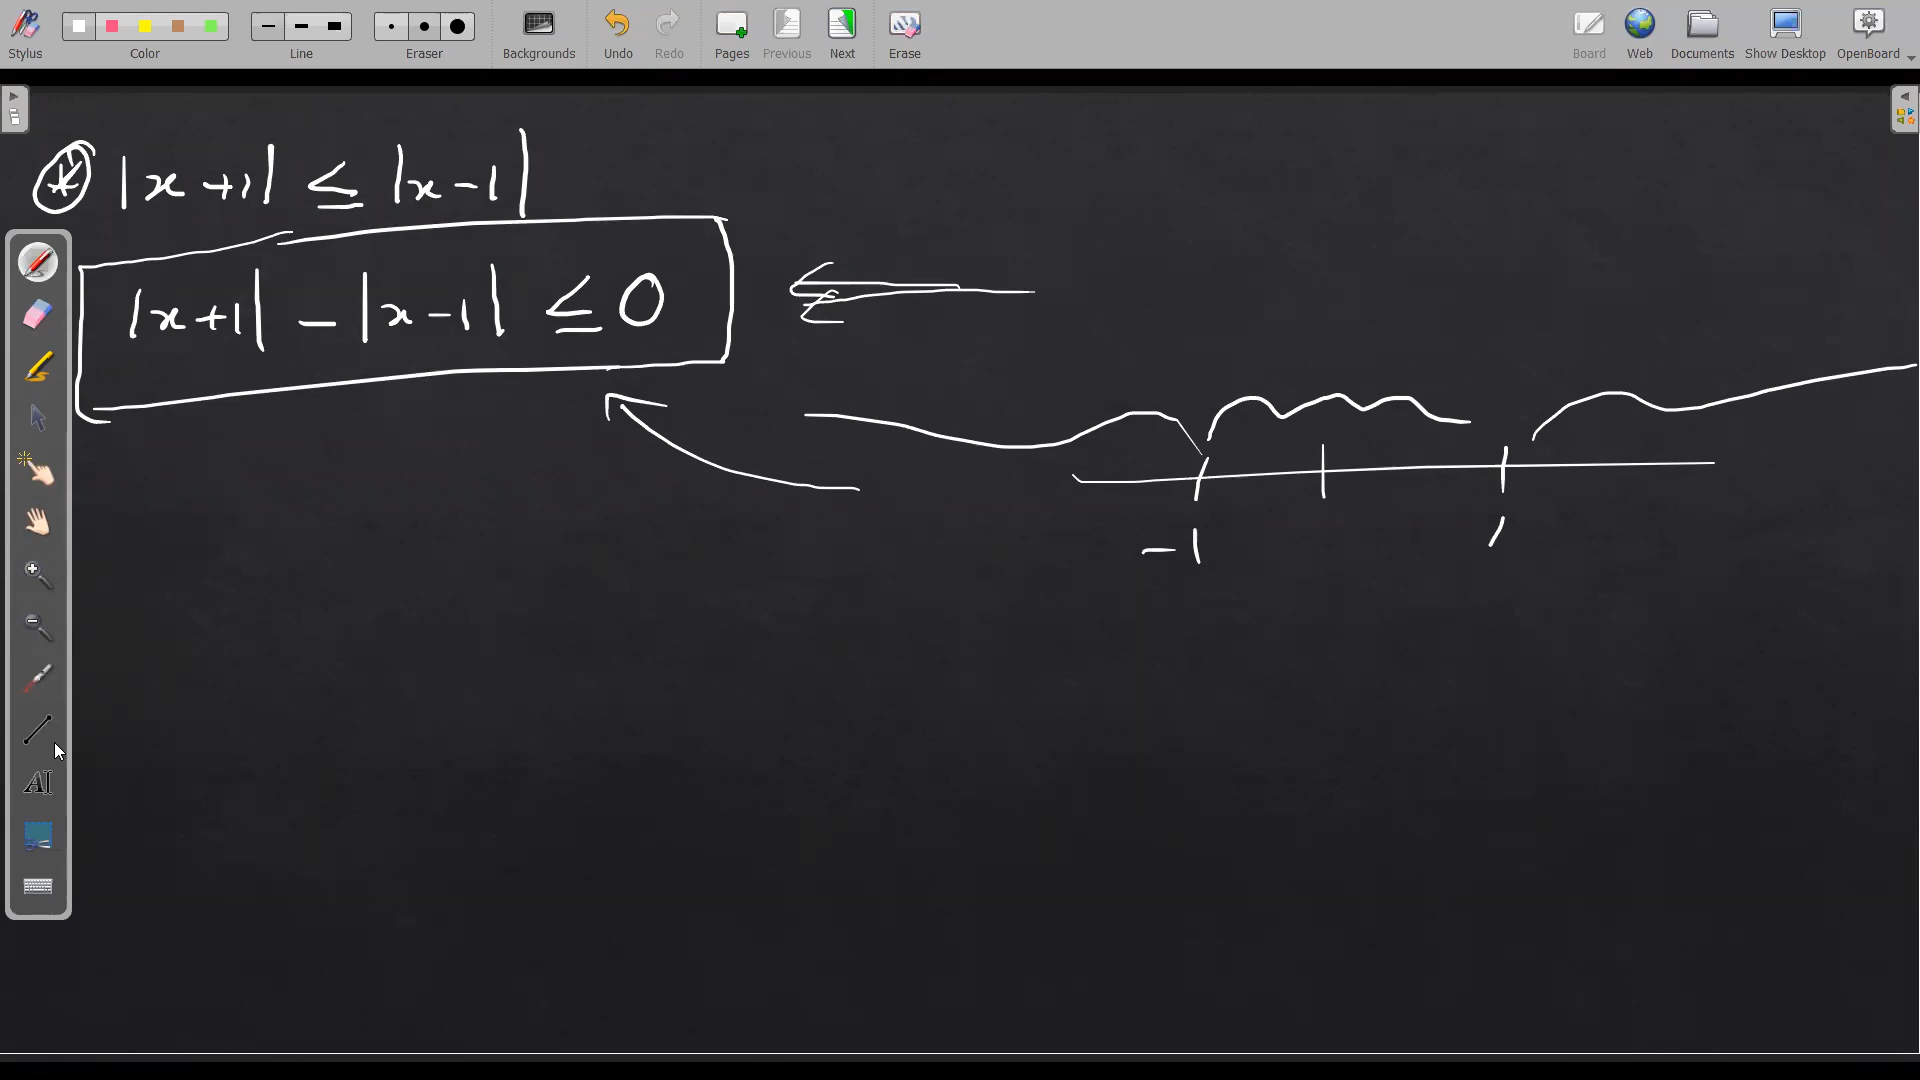 Stylus Color Line Eraser Backgrounds Undo Redo Pages Previous Next Erase Board Web Documents Show Desktop OpenBoard
⊛ |x+1| ≤ |x-1|
|x+1| - |x-1| ≤ 0
-1 1
AI